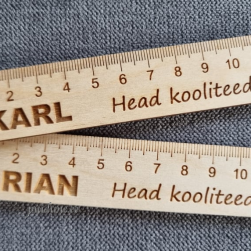 2 3 4 5 6 7 8 9 10
KARL Head kooliteed
2 3 4 5 6 7 8 9 10
RIAN Head kooliteed